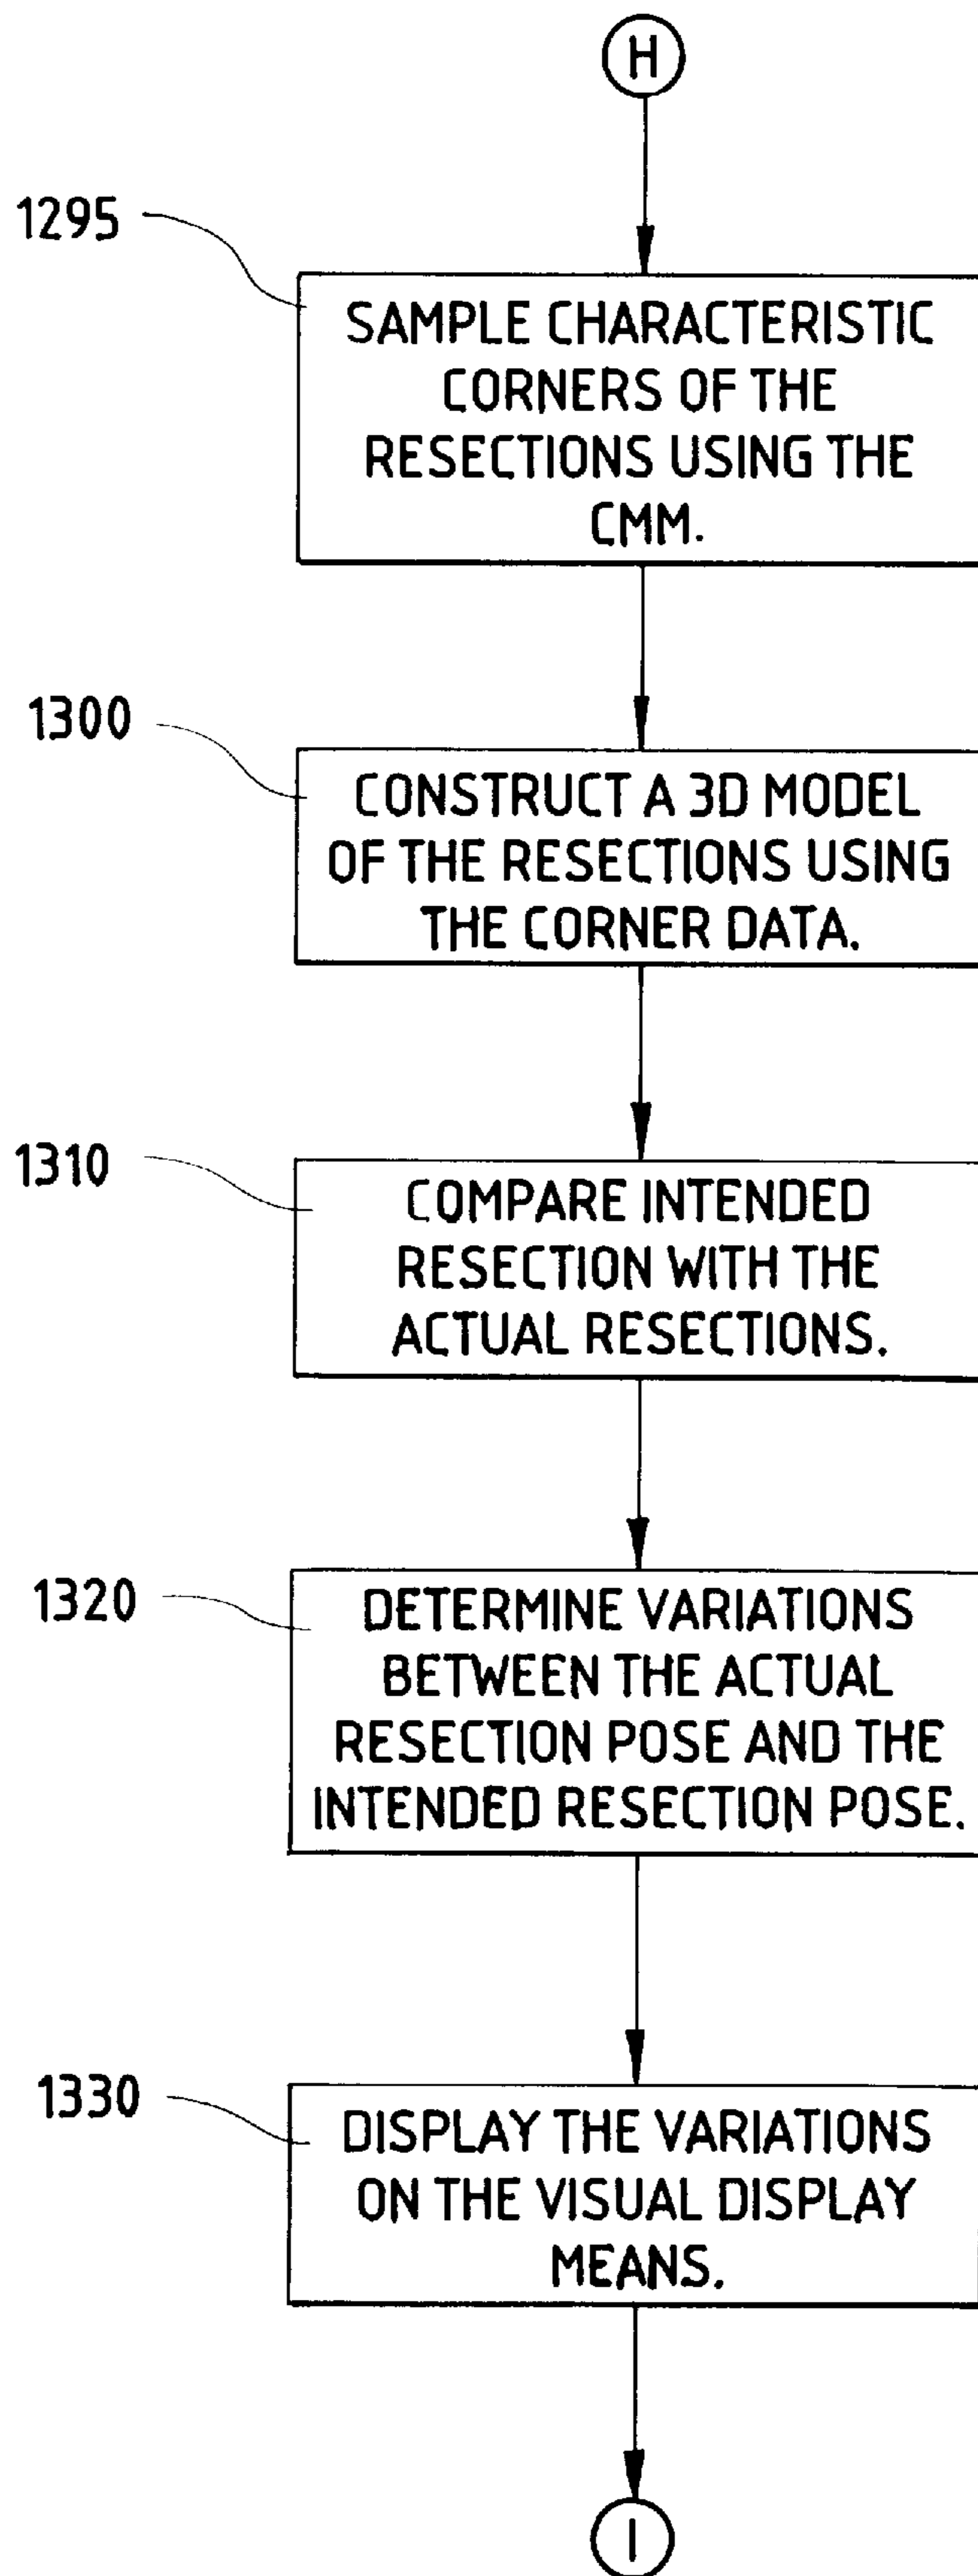 H
1295
SAMPLE CHARACTERISTIC
CORNERS OF THE
RESECTIONS USING THE
CMM.
1300
CONSTRUCT A 3D MODEL
OF THE RESECTIONS USING
THE CORNER DATA.
1310
COMPARE INTENDED
RESECTION WITH THE
ACTUAL RESECTIONS.
1320
DETERMINE VARIATIONS
BETWEEN THE ACTUAL
RESECTION POSE AND THE
INTENDED RESECTION POSE.
1330
DISPLAY THE VARIATIONS
ON THE VISUAL DISPLAY
MEANS.
I